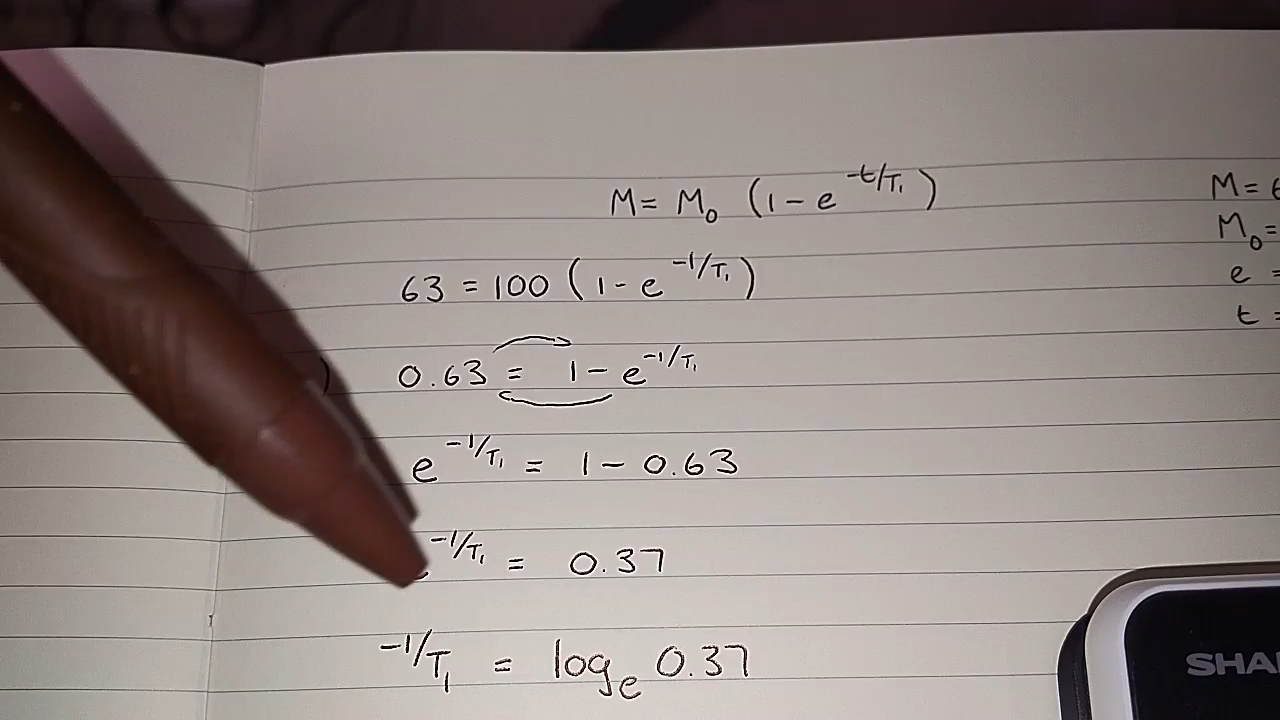 M = M₀ (1 - e^-t/T₁)
M =
M₀ =
63 = 100 (1 - e^-1/T₁)
e =
t =
) 0.63 = 1 - e^-1/T₁
e^-1/T₁ = 1 - 0.63
^-1/T₁ = 0.37
-1/T₁ = logₑ 0.37
SHA